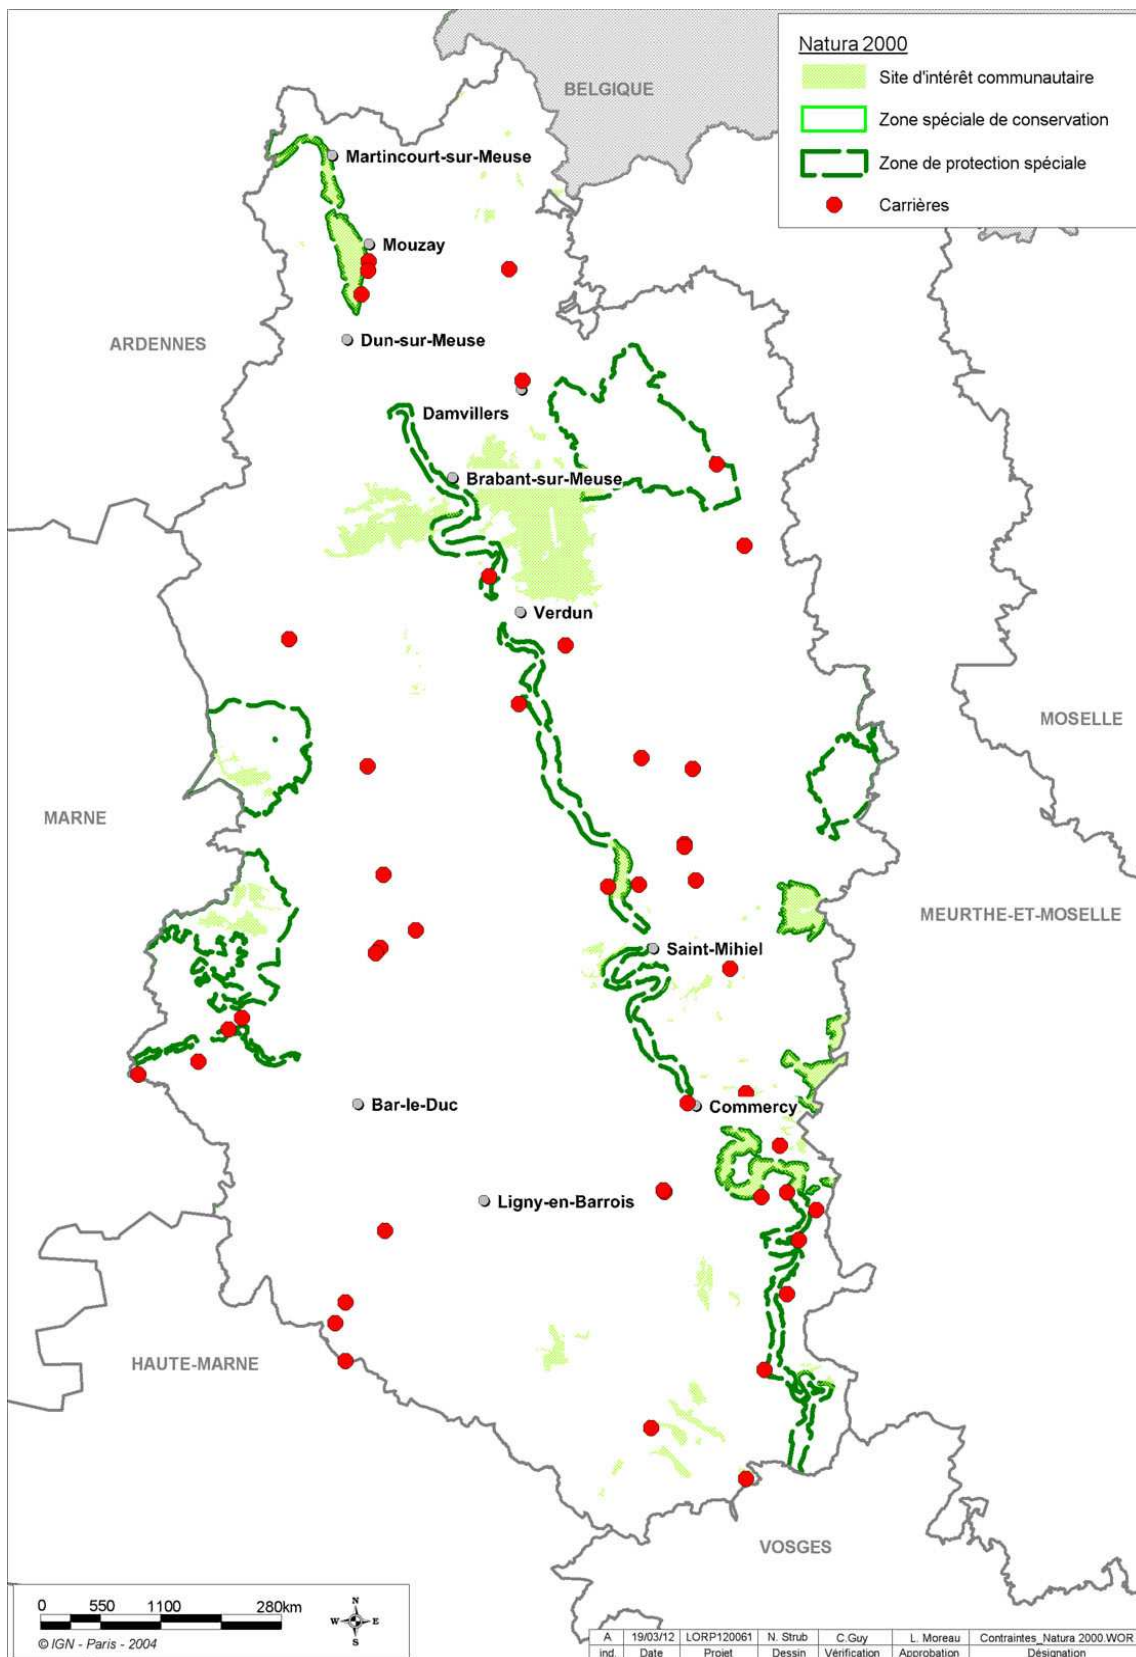 Natura 2000
Site d'intérêt communautaire
Zone spéciale de conservation
Zone de protection spéciale
Carrières
BELGIQUE
Martincourt-sur-Meuse
Mouzay
ARDENNES
Dun-sur-Meuse
Damvillers
Brabant-sur-Meuse
Verdun
MOSELLE
MARNE
MEURTHE-ET-MOSELLE
Saint-Mihiel
Bar-le-Duc
Commercy
Ligny-en-Barrois
HAUTE-MARNE
VOSGES
0 550 1100 280km
N
W E
S
© IGN - Paris - 2004
A 19/03/12 LORP120061 N. Strub C.Guy L. Moreau Contraintes_Natura 2000.WOR
ind. Date Projet Dessin Vérification Approbation Désignation